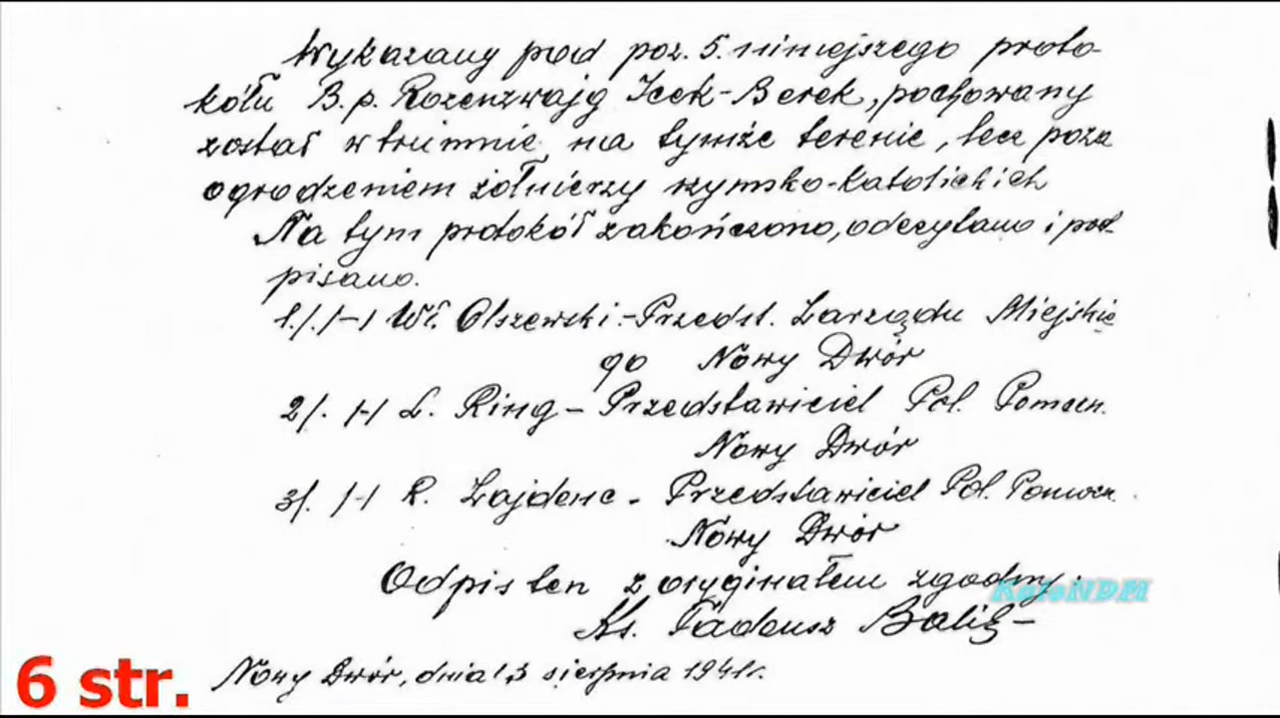 Wykazany pod poz. 5. niniejszego proto-
kółu B. p. Rozenzwajg Icek-Berek, pochowany
został w trumnie na tymże terenie, lecz poza
ogrodzeniem żołnierzy rzymsko-katolickich
Na tym protokół zakończono, odczytano i pod-
pisano.
1./. /-/ Wł. Olszewski.-Przedst. Zarządu Miejskie
go Nowy Dwór
2/. /-/ L. Ring - Przedstawiciel Pol. Pomocn.
Nowy Dwór
3/. /-/ R. Zajdenc - Przedstawiciel Pol. Pomocn.
Nowy Dwór
Odpis ten z oryginałem zgodny.
KoloNDM
Ks. Tadeusz
6 str.
Nowy Dwór, dnia 13 sierpnia 1941r.